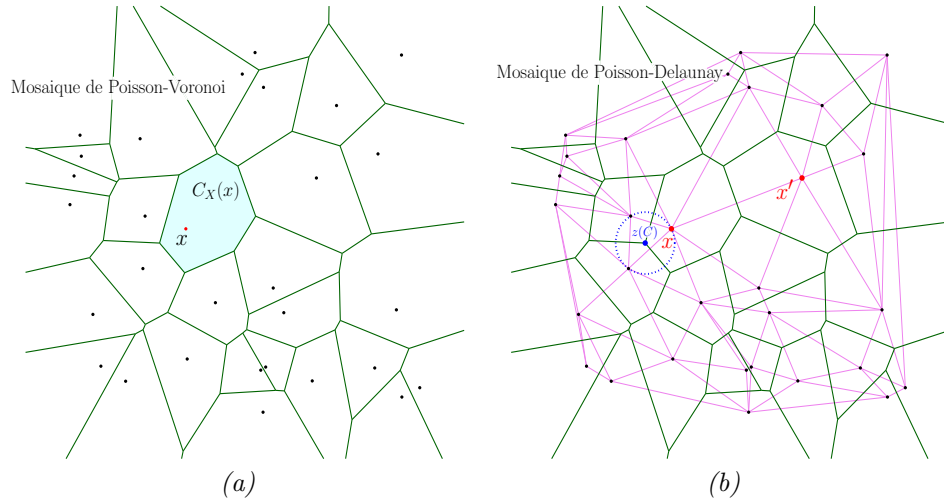 Mosaique de Poisson-Voronoi
C_X(x)
x
(a)
Mosaique de Poisson-Delaunay
x′
z(C)
x
(b)